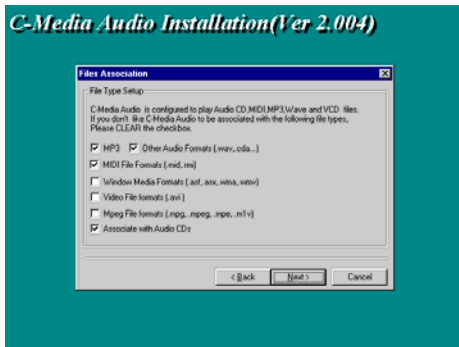 C-Media Audio Installation(Ver 2.004)
Files Association
File Type Setup
C-Media Audio is configured to play Audio CD,MIDI,MP3,Wave and VCD files.
If you don't like C-Media Audio to be associated with the following file types,
Please CLEAR the checkbox.
MP3 Other Audio Formats (.wav,.cda...)
MIDI File Formats (.mid,.rmi)
Window Media Formats (.asf,.asx,.wma,.wmv)
Video File formats (.avi )
Mpeg File formats (.mpg, .mpeg, .mpe, .m1v)
Associate with Audio CDs
< Back Next > Cancel